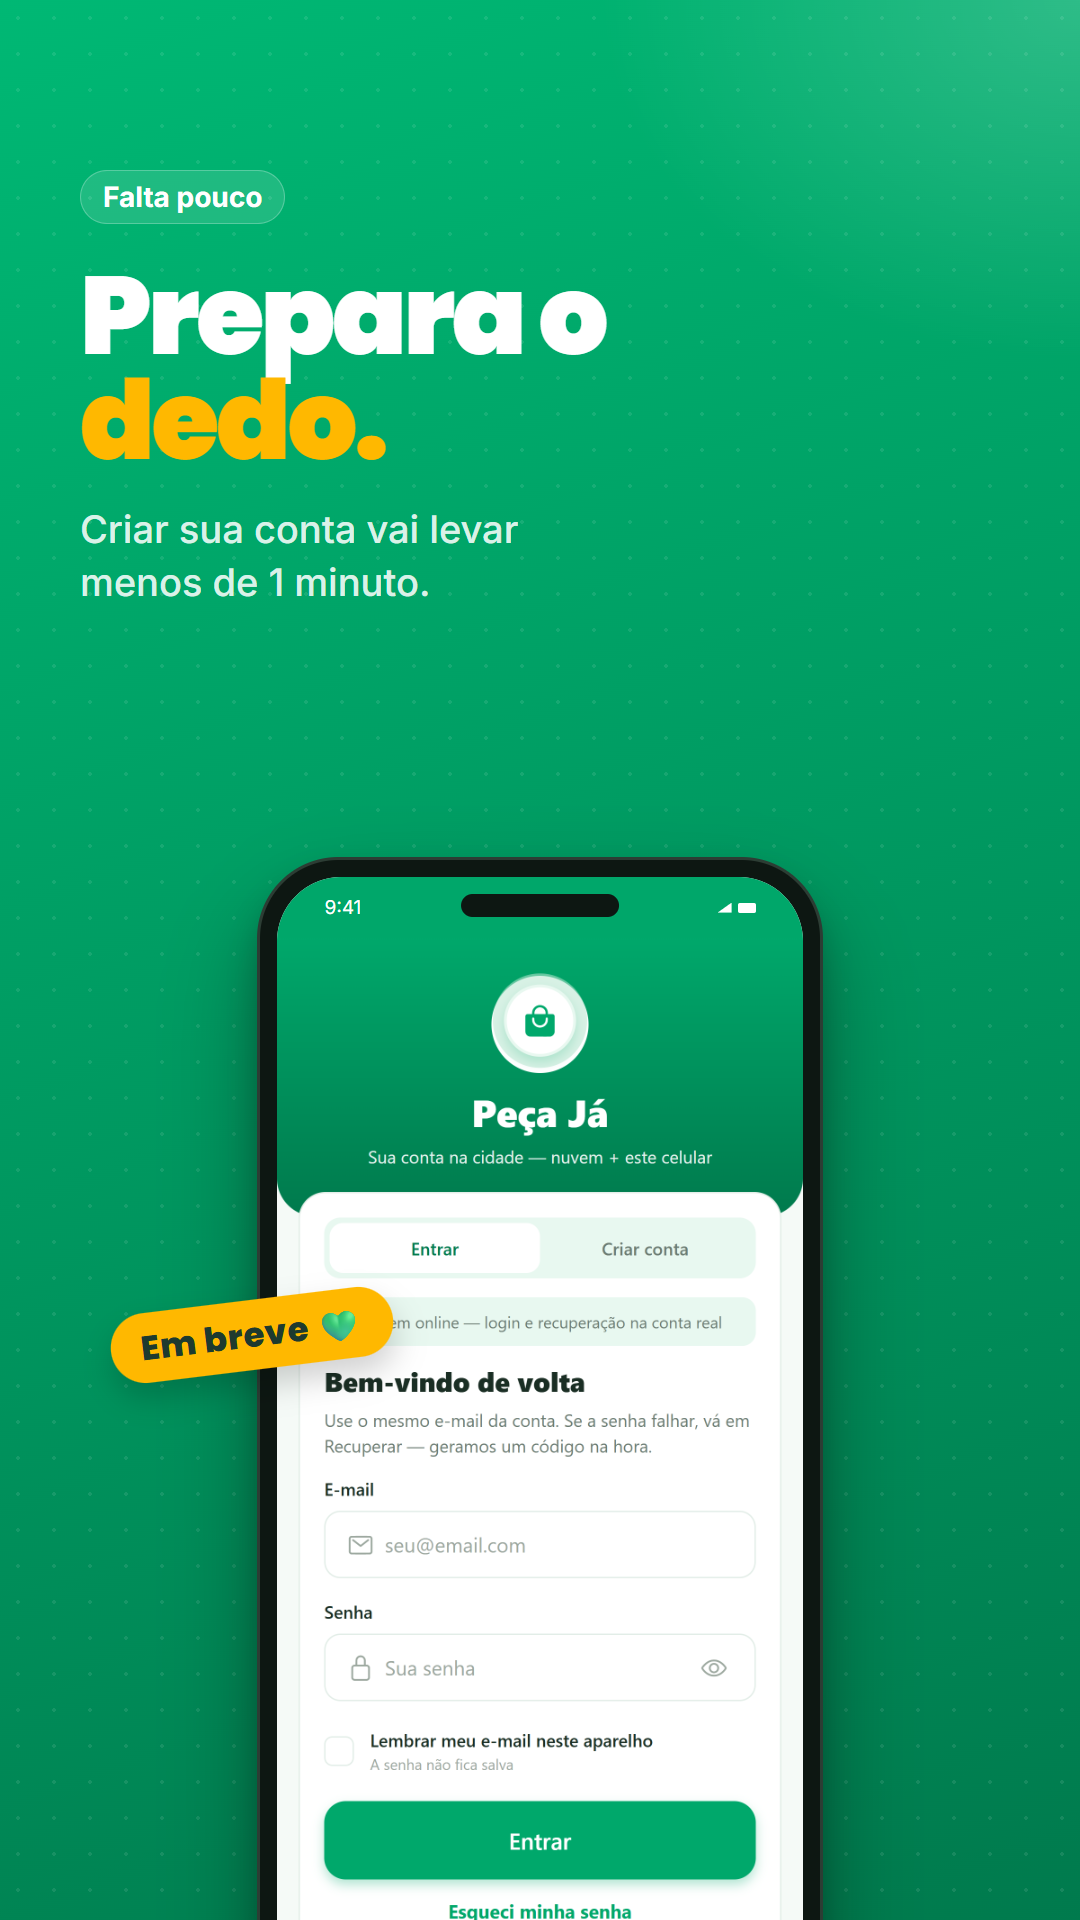 Falta pouco
Prepara o
dedo.
Criar sua conta vai levar
menos de 1 minuto.
9:41
Peça Já
Sua conta na cidade — nuvem + este celular
Entrar
Criar conta
online — login e recuperação na conta real
Em breve 💚
Bem-vindo de volta
Use o mesmo e-mail da conta. Se a senha falhar, vá em
Recuperar — geramos um código na hora.
E-mail
seu@email.com
Senha
Sua senha
Lembrar meu e-mail neste aparelho
A senha não fica salva
Entrar
Esqueci minha senha